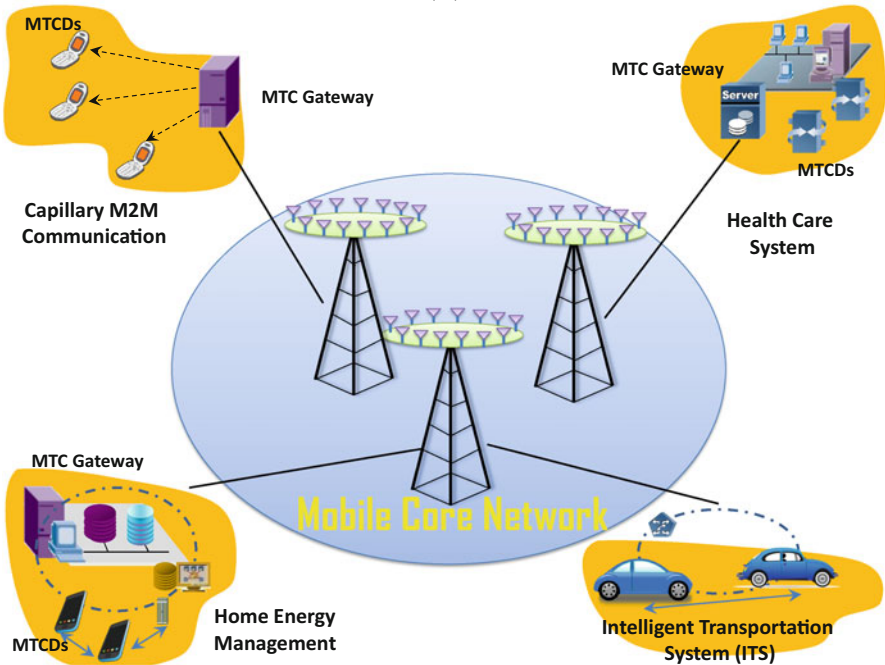 MTCDs
MTC Gateway
Capillary M2M
Communication
MTC Gateway
Server
MTCDs
Health Care
System
Mobile Core Network
MTC Gateway
MTCDs
Home Energy
Management
Intelligent Transportation
System (ITS)